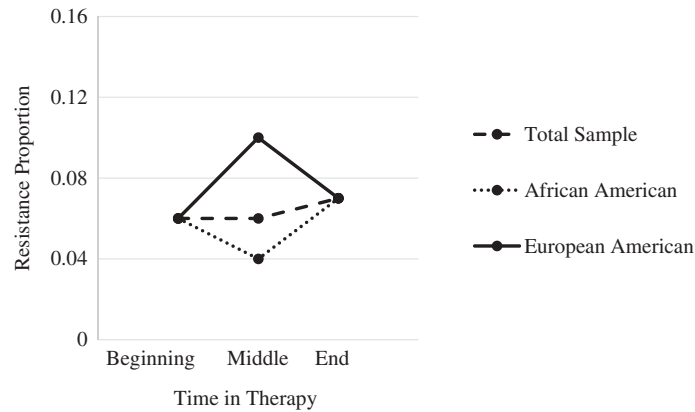 0.16
0.12
0.08
0.04
0
Resistance Proportion
Beginning Middle End
Time in Therapy
Total Sample
African American
European American